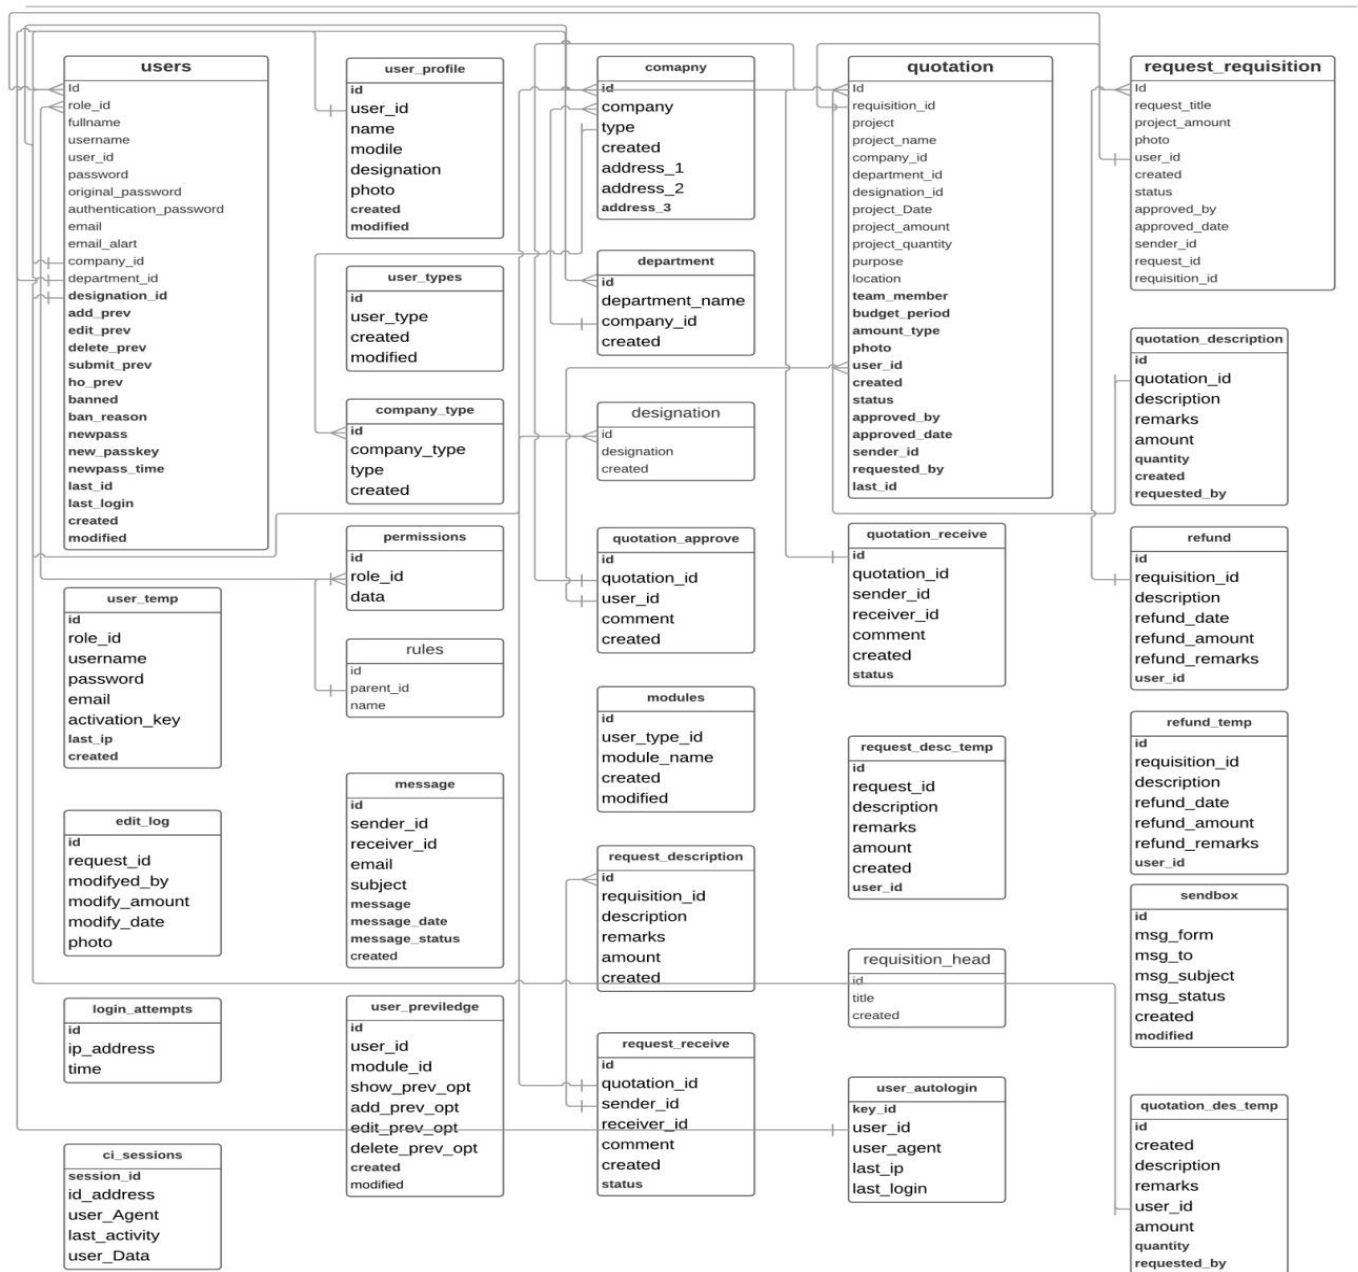 users
Id
role_id
fullname
username
user_id
password
original_password
authentication_password
email
email_alart
company_id
department_id
designation_id
add_prev
edit_prev
delete_prev
submit_prev
ho_prev
banned
ban_reason
newpass
new_passkey
newpass_time
last_id
last_login
created
modified
user_temp
id
role_id
username
password
email
activation_key
last_ip
created
edit_log
id
request_id
modifyed_by
modify_amount
modify_date
photo
login_attempts
id
ip_address
time
ci_sessions
session_id
id_address
user_Agent
last_activity
user_Data
user_profile
id
user_id
name
modile
designation
photo
created
modified
user_types
id
user_type
created
modified
company_type
id
company_type
type
created
permissions
id
role_id
data
rules
id
parent_id
name
message
id
sender_id
receiver_id
email
subject
message
message_date
message_status
created
user_previledge
id
user_id
module_id
show_prev_opt
add_prev_opt
edit_prev_opt
delete_prev_opt
created
modified
comapny
id
company
type
created
address_1
address_2
address_3
department
id
department_name
company_id
created
designation
id
designation
created
quotation_approve
id
quotation_id
user_id
comment
created
modules
id
user_type_id
module_name
created
modified
request_description
id
requisition_id
description
remarks
amount
created
request_receive
id
quotation_id
sender_id
receiver_id
comment
created
status
quotation
Id
requisition_id
project
project_name
company_id
department_id
designation_id
project_Date
project_amount
project_quantity
purpose
location
team_member
budget_period
amount_type
photo
user_id
created
status
approved_by
approved_date
sender_id
requested_by
last_id
quotation_receive
id
quotation_id
sender_id
receiver_id
comment
created
status
request_desc_temp
id
request_id
description
remarks
amount
created
user_id
requisition_head
id
title
created
user_autologin
key_id
user_id
user_agent
last_ip
last_login
request_requisition
Id
request_title
project_amount
photo
user_id
created
status
approved_by
approved_date
sender_id
request_id
requisition_id
quotation_description
id
quotation_id
description
remarks
amount
quantity
created
requested_by
refund
id
requisition_id
description
refund_date
refund_amount
refund_remarks
user_id
refund_temp
id
requisition_id
description
refund_date
refund_amount
refund_remarks
user_id
sendbox
id
msg_form
msg_to
msg_subject
msg_status
created
modified
quotation_des_temp
id
created
description
remarks
user_id
amount
quantity
requested_by